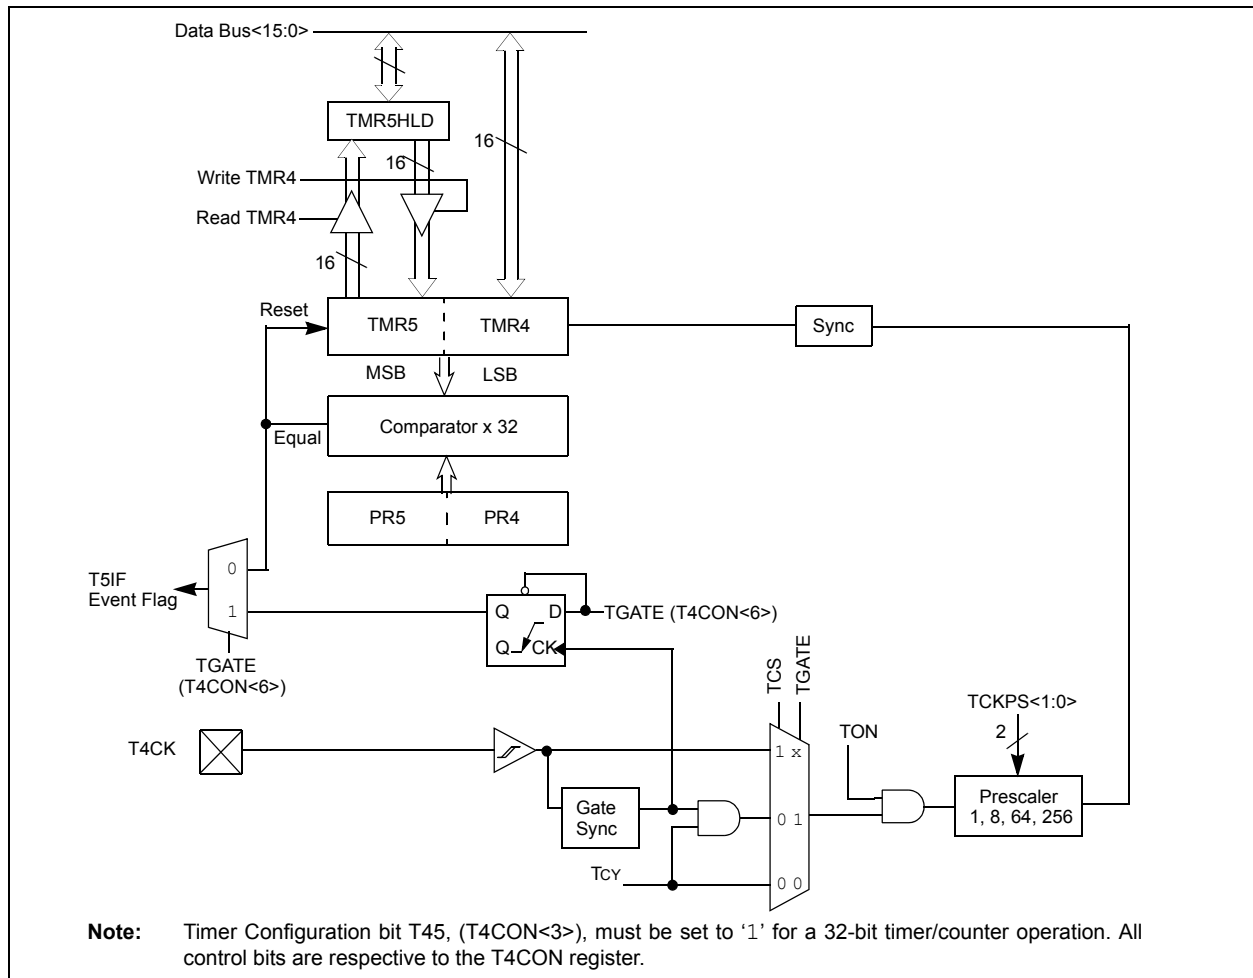 Data Bus<15:0>
TMR5HLD
16
16
Write TMR4
Read TMR4
16
Reset
TMR5 TMR4
Sync
MSB LSB
Equal
Comparator x 32
PR5 PR4
0
T5IF
Event Flag
1
Q D
TGATE (T4CON<6>)
Q CK
TGATE
(T4CON<6>)
TCS
TGATE
TCKPS<1:0>
2
TON
T4CK
1 x
Gate
Sync
0 1
Prescaler
1, 8, 64, 256
TCY
0 0
Note: Timer Configuration bit T45, (T4CON<3>), must be set to ‘1’ for a 32-bit timer/counter operation. All
control bits are respective to the T4CON register.